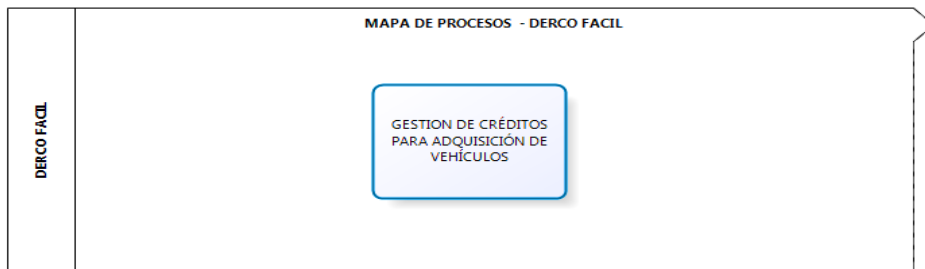 MAPA DE PROCESOS - DERCO FACIL
DERCO FACIL
GESTION DE CRÉDITOS
PARA ADQUISICIÓN DE
VEHÍCULOS